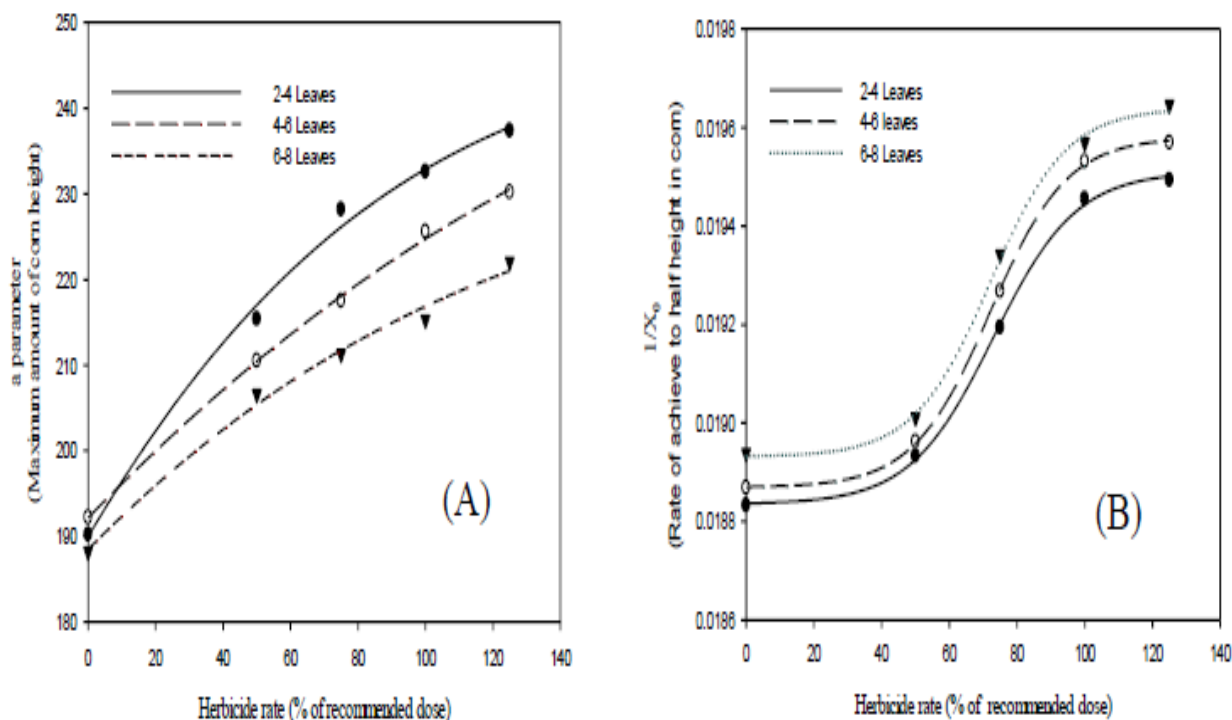 250
240
230
220
210
200
190
180
0
20
40
60
80
100
120
140
2-4 Leaves
4-6 Leaves
6-8 Leaves
a parameter
(Maximum amount of corn height)
(A)
Herbicide rate (% of recommended dose)
0.0198
0.0196
0.0194
0.0192
0.0190
0.0188
0.0186
0
20
40
60
80
100
120
140
2-4 Leaves
4-6 leaves
6-8 Leaves
1/X₀
(Rate of achieve to half height in corn)
(B)
Herbicide rate (% of recommended dose)